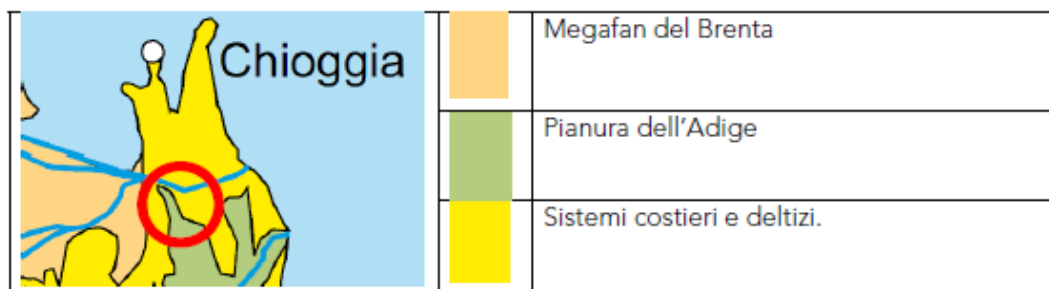 Chioggia
Megafan del Brenta
Pianura dell'Adige
Sistemi costieri e deltizi.